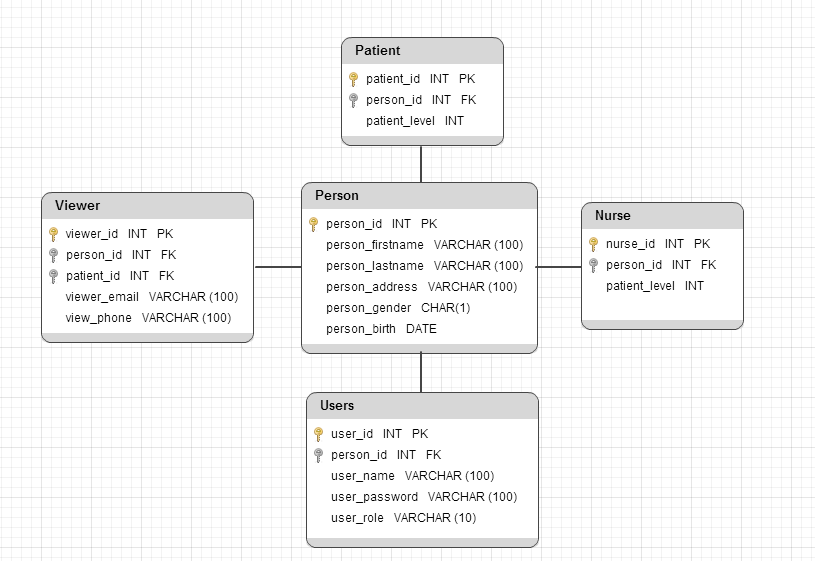 Patient
patient_id INT PK
person_id INT FK
patient_level INT
Viewer
viewer_id INT PK
person_id INT FK
patient_id INT FK
viewer_email VARCHAR (100)
view_phone VARCHAR (100)
Person
person_id INT PK
person_firstname VARCHAR (100)
person_lastname VARCHAR (100)
person_address VARCHAR (100)
person_gender CHAR(1)
person_birth DATE
Nurse
nurse_id INT PK
person_id INT FK
patient_level INT
Users
user_id INT PK
person_id INT FK
user_name VARCHAR (100)
user_password VARCHAR (100)
user_role VARCHAR (10)